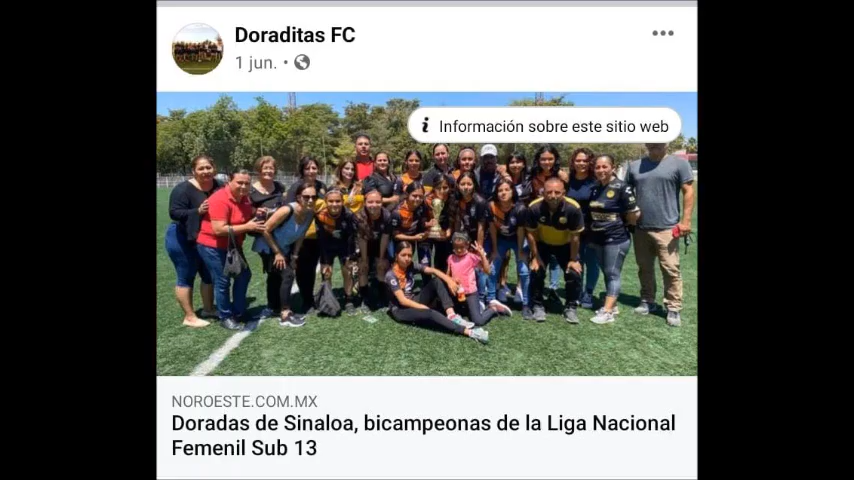 Doraditas FC
1 jun.
Información sobre este sitio web
NOROESTE.COM.MX
Doradas de Sinaloa, bicampeonas de la Liga Nacional
Femenil Sub 13